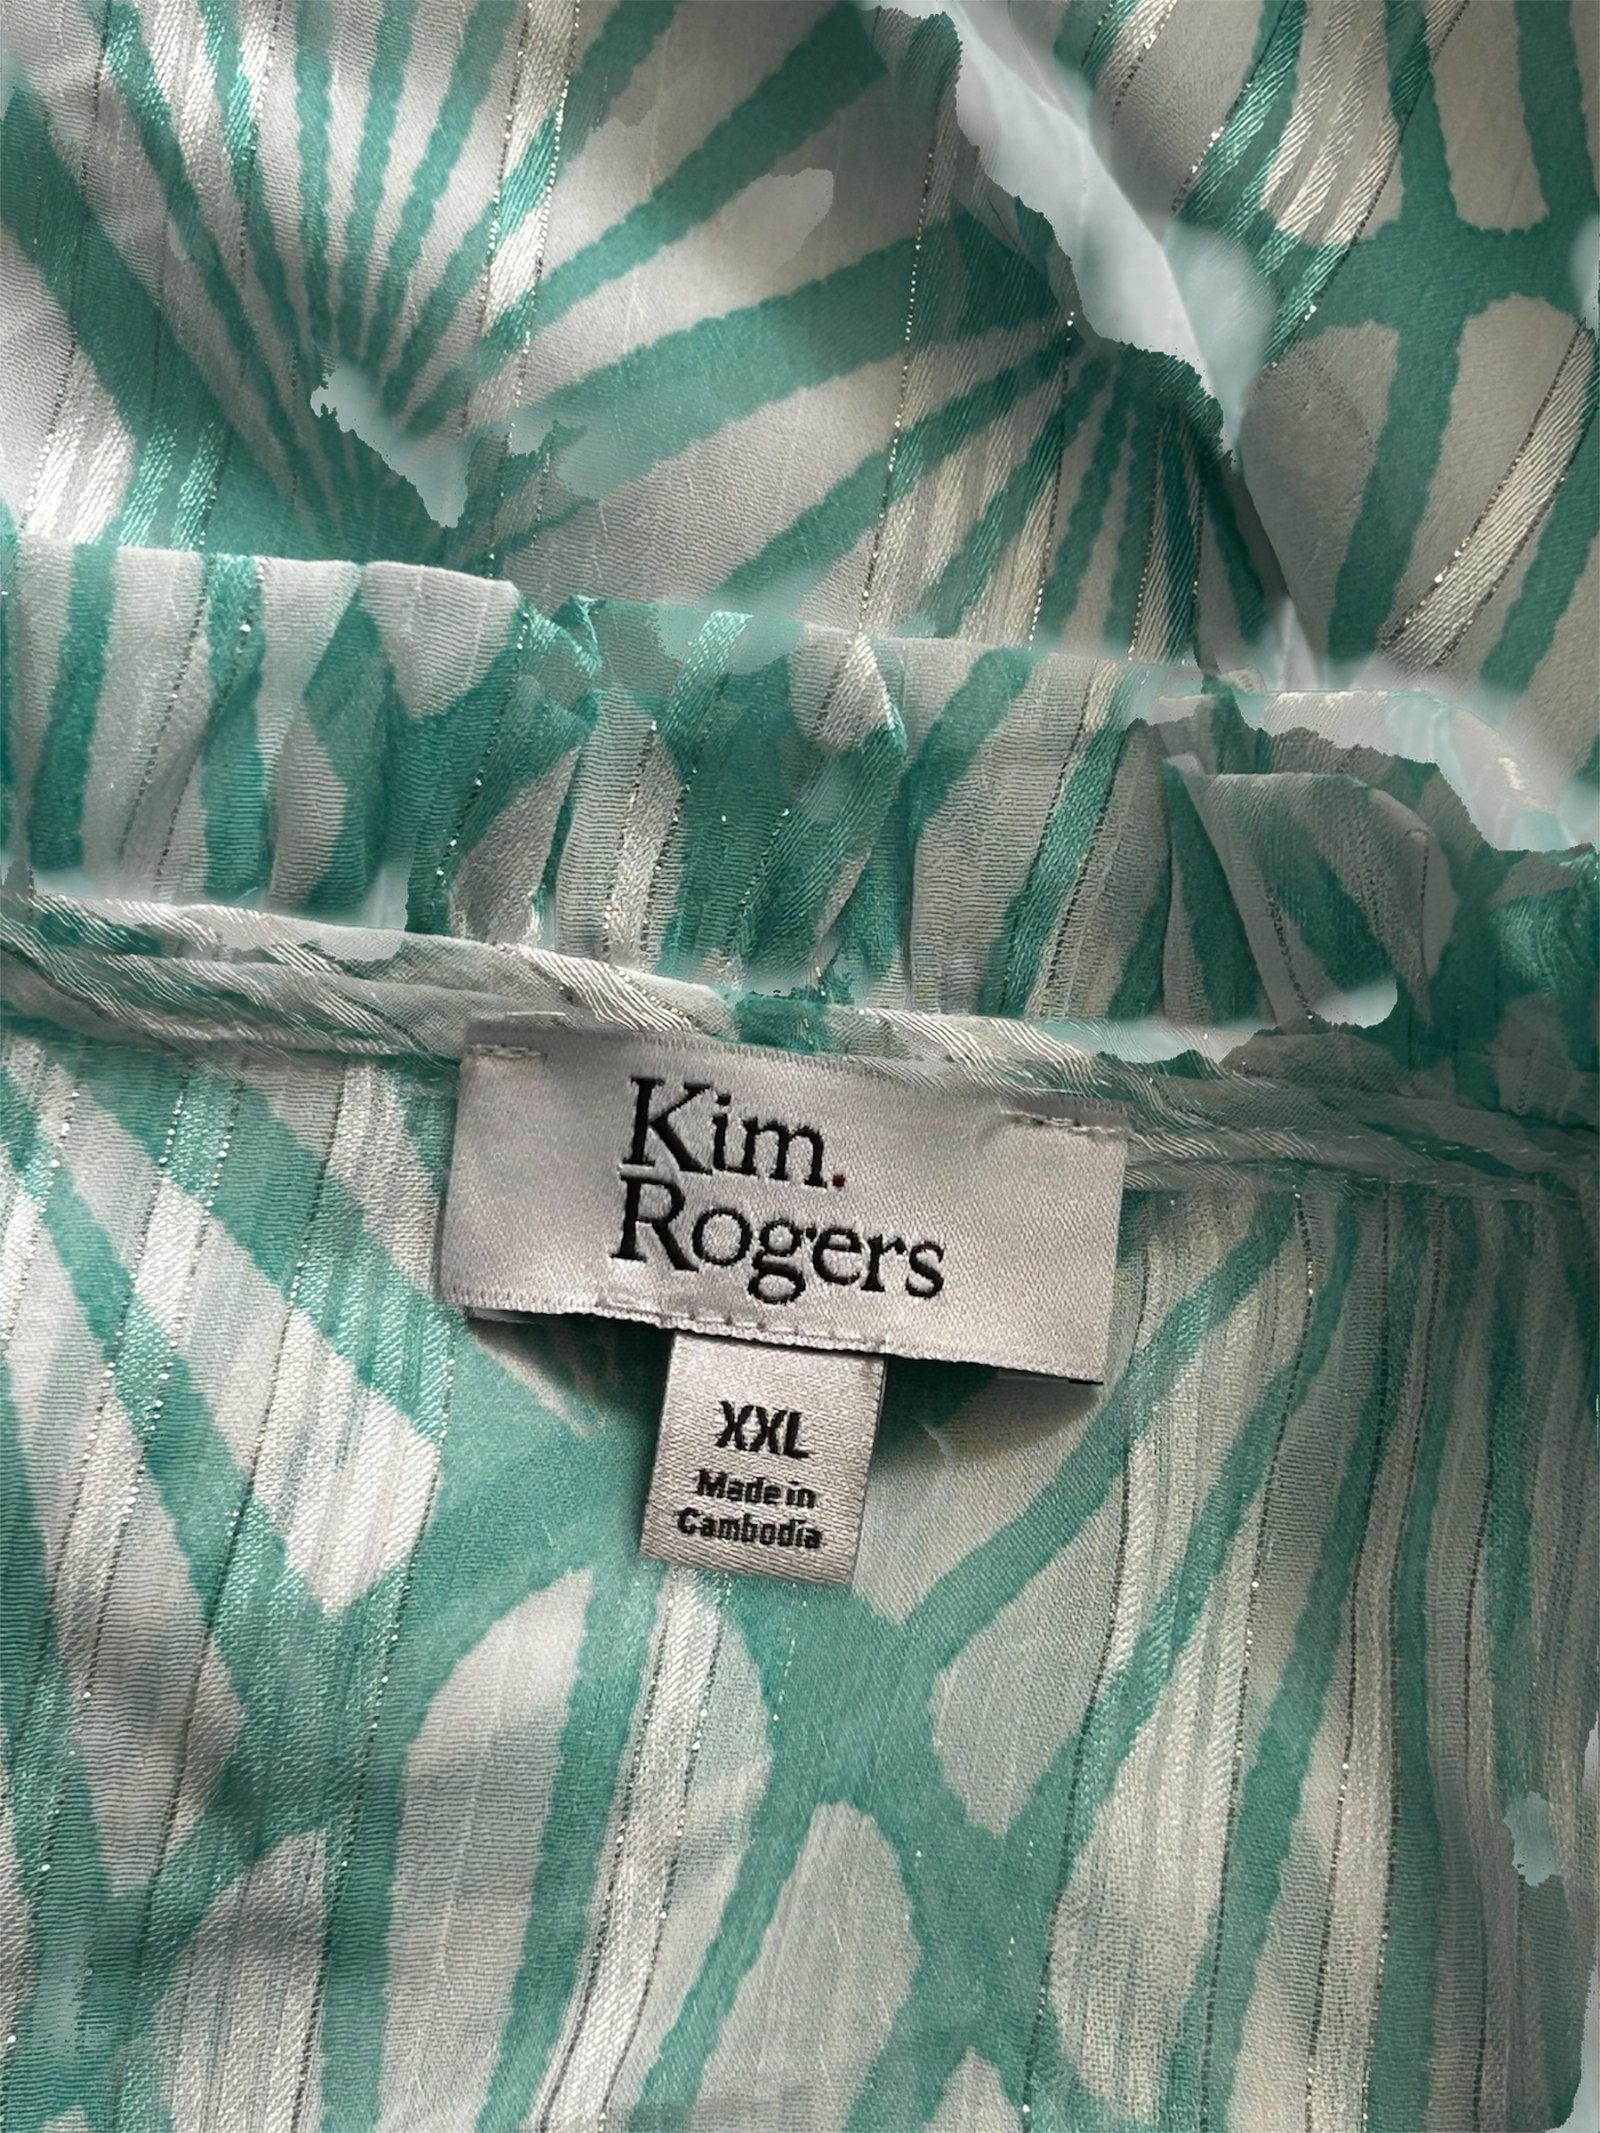 Kim.
Rogers
XXL
Made in
Cambodia